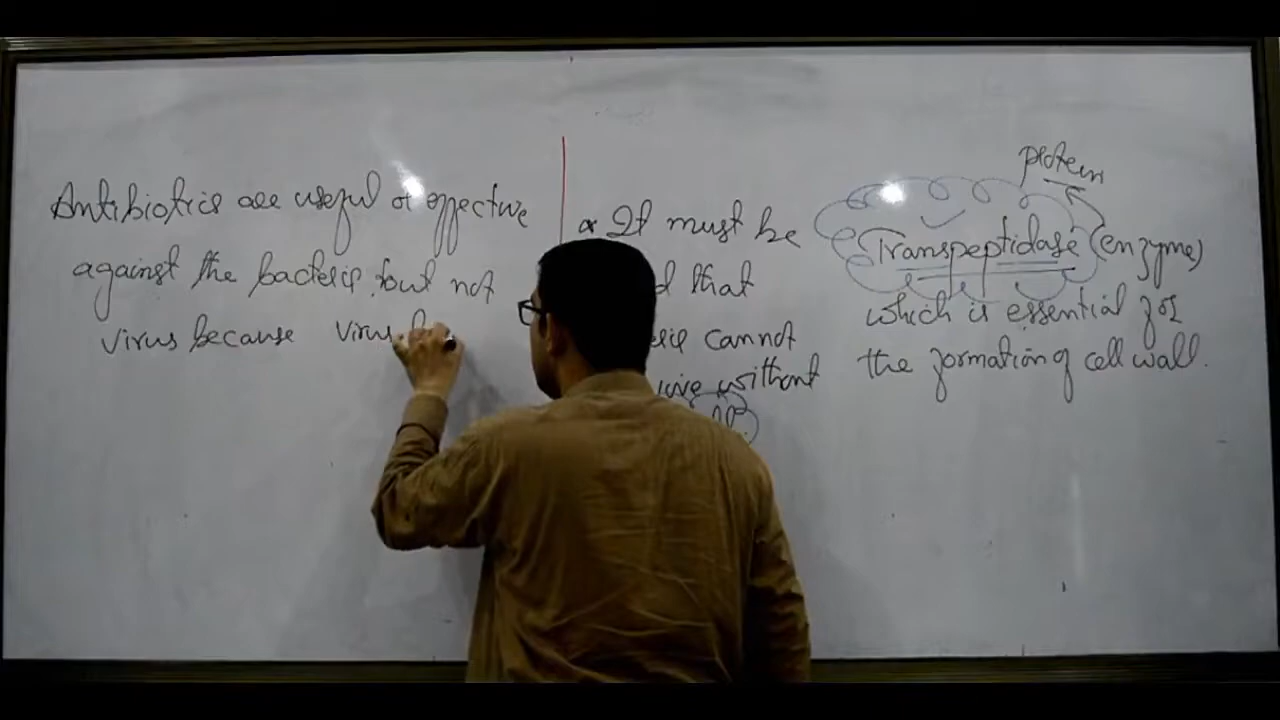 Antibiotics are useful or effective
against the bacteria but not
virus because virus
* It must be
that
cannot
without
protein
Transpeptidase (enzyme)
which is essential for
the formation of cell wall.